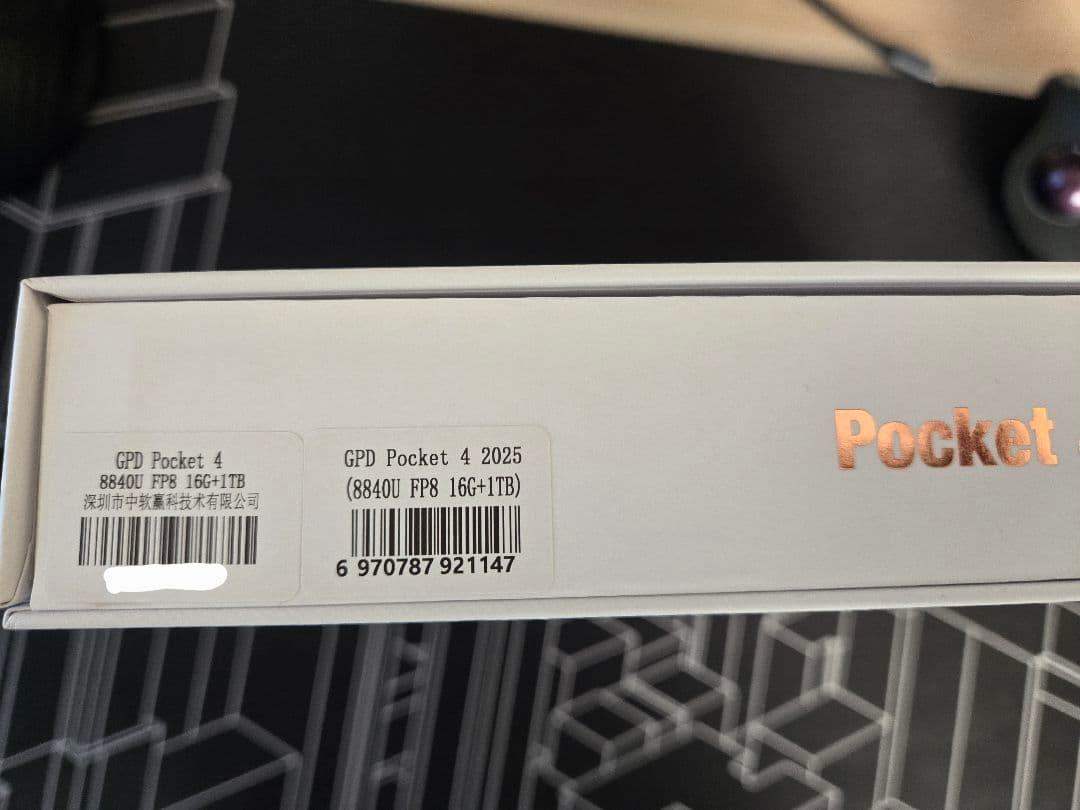 GPD Pocket 4
8840U FP8 16G+1TB
深圳市中软赢科技术有限公司
GPD Pocket 4 2025
(8840U FP8 16G+1TB)
6 970787 921147
Pocket